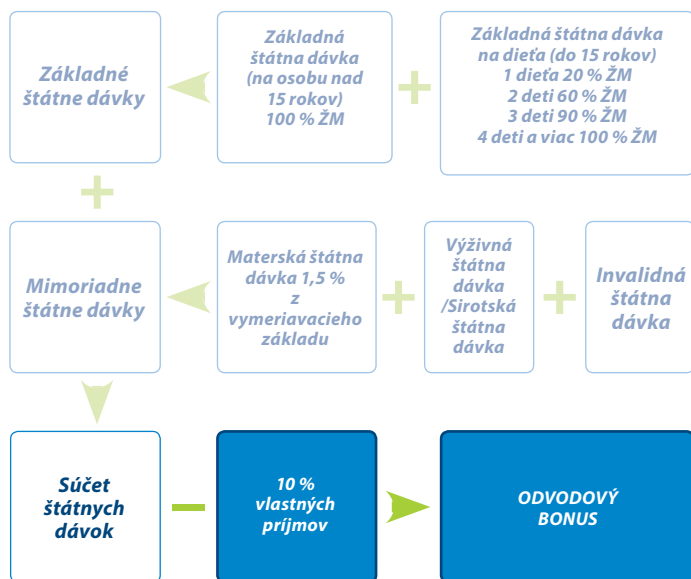 Základné
štátne dávky
Základná
štátna dávka
(na osobu nad
15 rokov)
100 % ŽM
Základná štátna dávka
na dieťa (do 15 rokov)
1 dieťa 20 % ŽM
2 deti 60 % ŽM
3 deti 90 % ŽM
4 deti a viac 100 % ŽM
Mimoriadne
štátne dávky
Materská štátna
dávka 1,5 %
z
vymeriavacieho
základu
Výživná
štátna
dávka
/Sirotská
štátna
dávka
Invalidná
štátna
dávka
Súčet
štátnych
dávok
10 %
vlastných
príjmov
ODVODOVÝ
BONUS